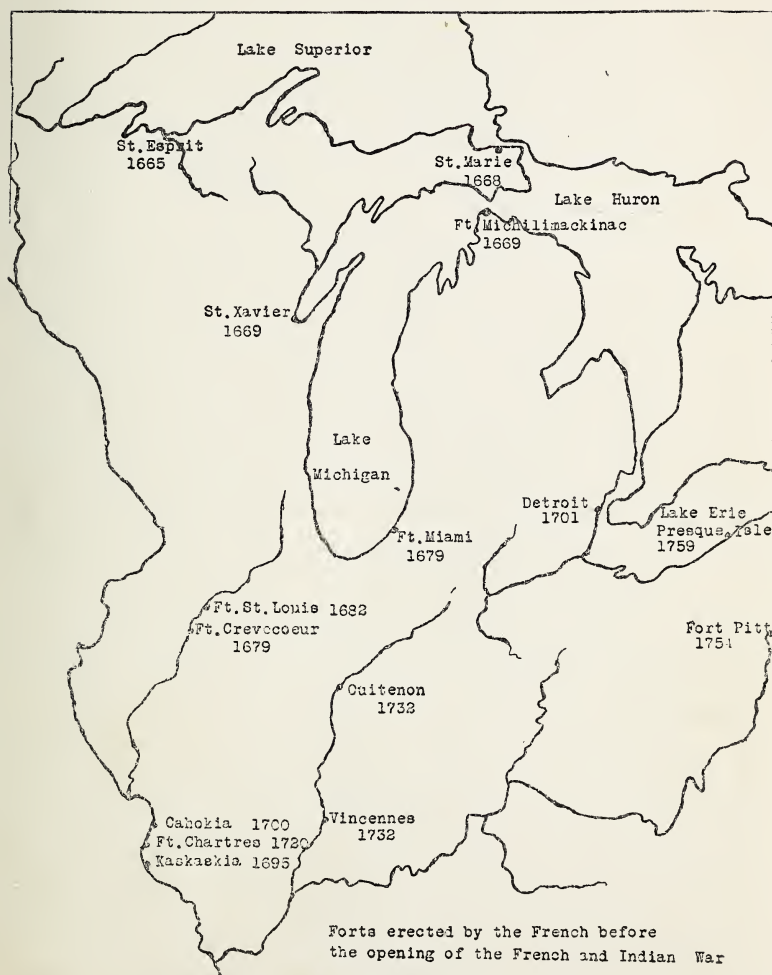 Lake Superior
St.Esprit
1665
St.Marie
1668
Lake Huron
Ft.Michilimackinac
1669
St.Xavier
1669
Lake
Michigan
Detroit
1701
Lake Erie
Presque Isle
1759
Ft.Miami
1679
Ft.St.Louis 1682
Ft.Crevecoeur
1679
Fort Pitt
1754
Cuitenon
1732
Cahokia 1700
Ft.Chartres 1720
Kaskaskia 1695
Vincennes
1732
Forts erected by the French before
the opening of the French and Indian War